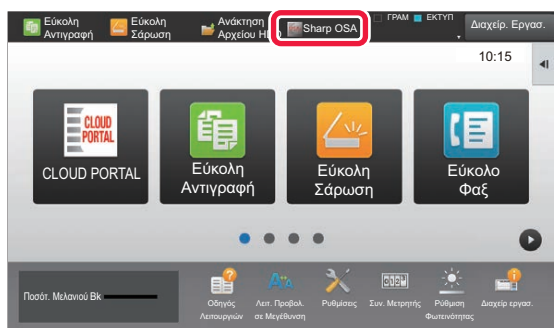 Εύκολη
Αντιγραφή
Εύκολη
Σάρωση
Ανάκτηση
Αρχείου
Sharp OSA
ΓΡΑΜ
ΕΚΤΥΠ
Διαχείρ. Εργασ.
10:15
CLOUD
PORTAL
CLOUD PORTAL
Εύκολη
Αντιγραφή
Εύκολη
Σάρωση
Εύκολο
Φαξ
Ποσότ. Μελανιού Bk
Οδηγός
Λειτουργιών
Λειτ. Προβολ.
σε Μεγέθυνση
Ρυθμίσεις
Συν. Μετρητής
Ρύθμιση
Φωτεινότητας
Διαχείρ εργασ.